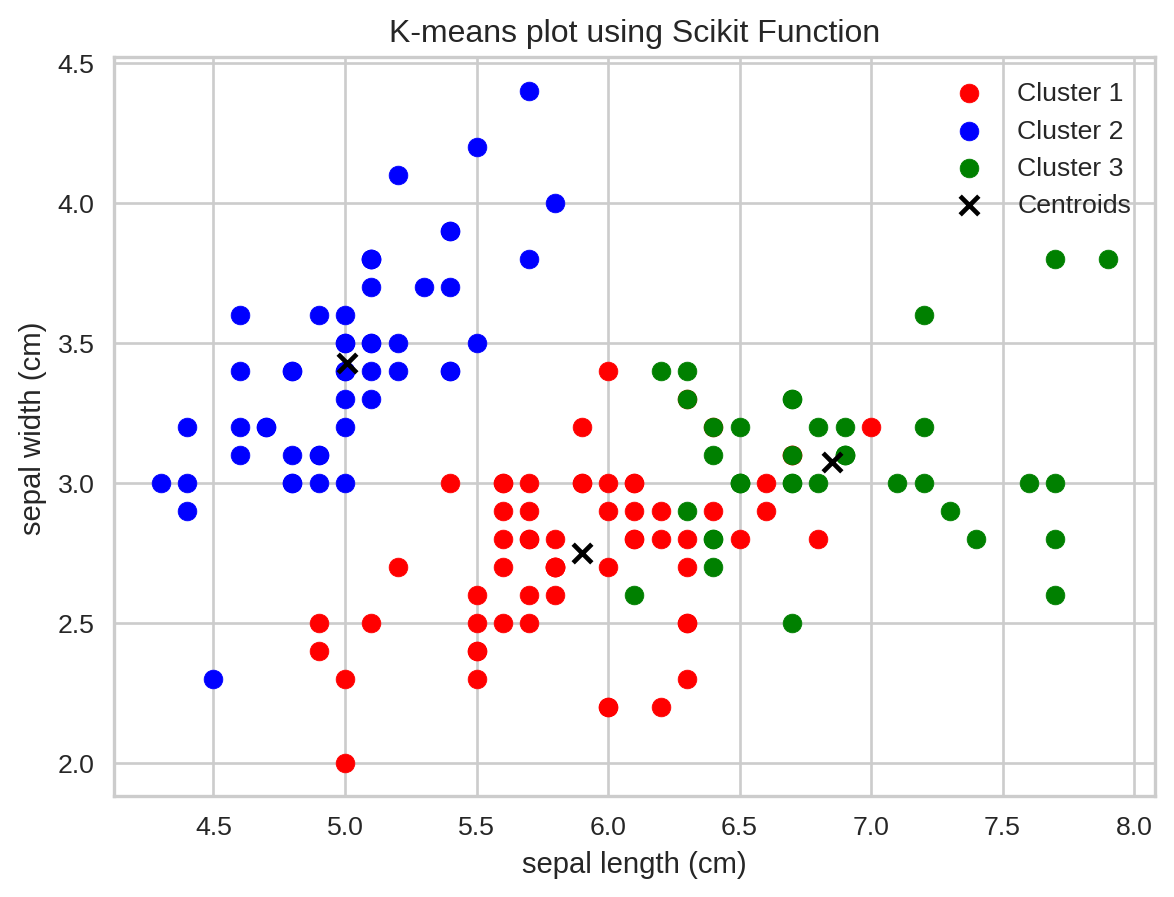 K-means plot using Scikit Function
4.5
4.0
3.5
3.0
2.5
2.0
sepal width (cm)
Cluster 1
Cluster 2
Cluster 3
Centroids
4.5 5.0 5.5 6.0 6.5 7.0 7.5 8.0
sepal length (cm)